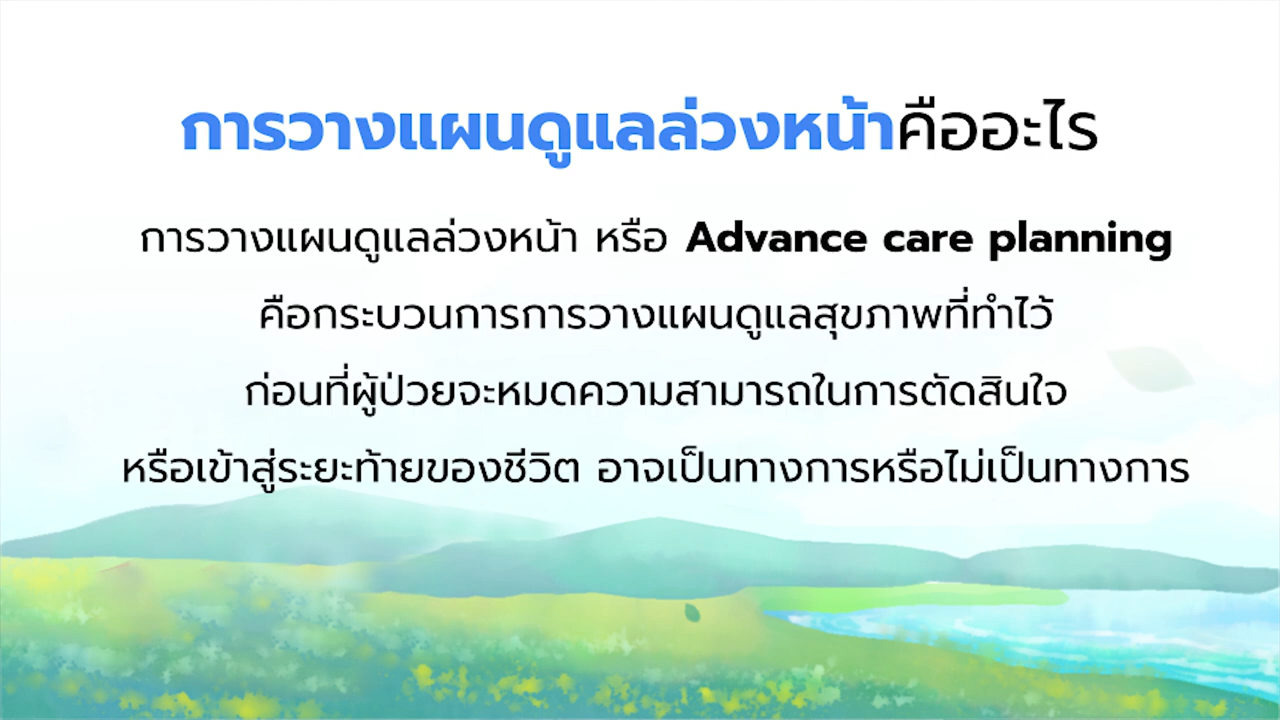 การวางแผนดูแลล่วงหน้าคืออะไร
การวางแผนดูแลล่วงหน้า หรือ Advance care planning
คือกระบวนการการวางแผนดูแลสุขภาพที่ทำไว้
ก่อนที่ผู้ป่วยจะหมดความสามารถในการตัดสินใจ
หรือเข้าสู่ระยะท้ายของชีวิต อาจเป็นทางการหรือไม่เป็นทางการ